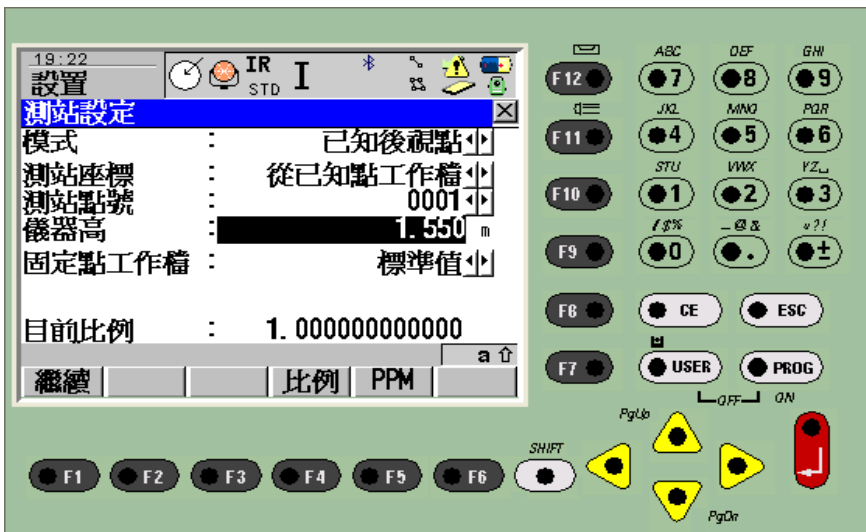 19:22
設置
IR
STD I
測站設定
模式 : 已知後視點
測站座標 : 從已知點工作檔
測站點號 : 0001
儀器高 : 1.550 m
固定點工作檔 : 標準值
目前比例 : 1.000000000000
a ⇧
繼續 比例 PPM
ABC DEF GHI
F12 7 8 9
JKL MNO PQR
F11 4 5 6
STU VWX YZ␣
F10 1 2 3
/$% _@& *?!
F9 0 . ±
F8 CE ESC
F7 USER PROG
OFF ON
PgUp
SHIFT
F1 F2 F3 F4 F5 F6
PgDn